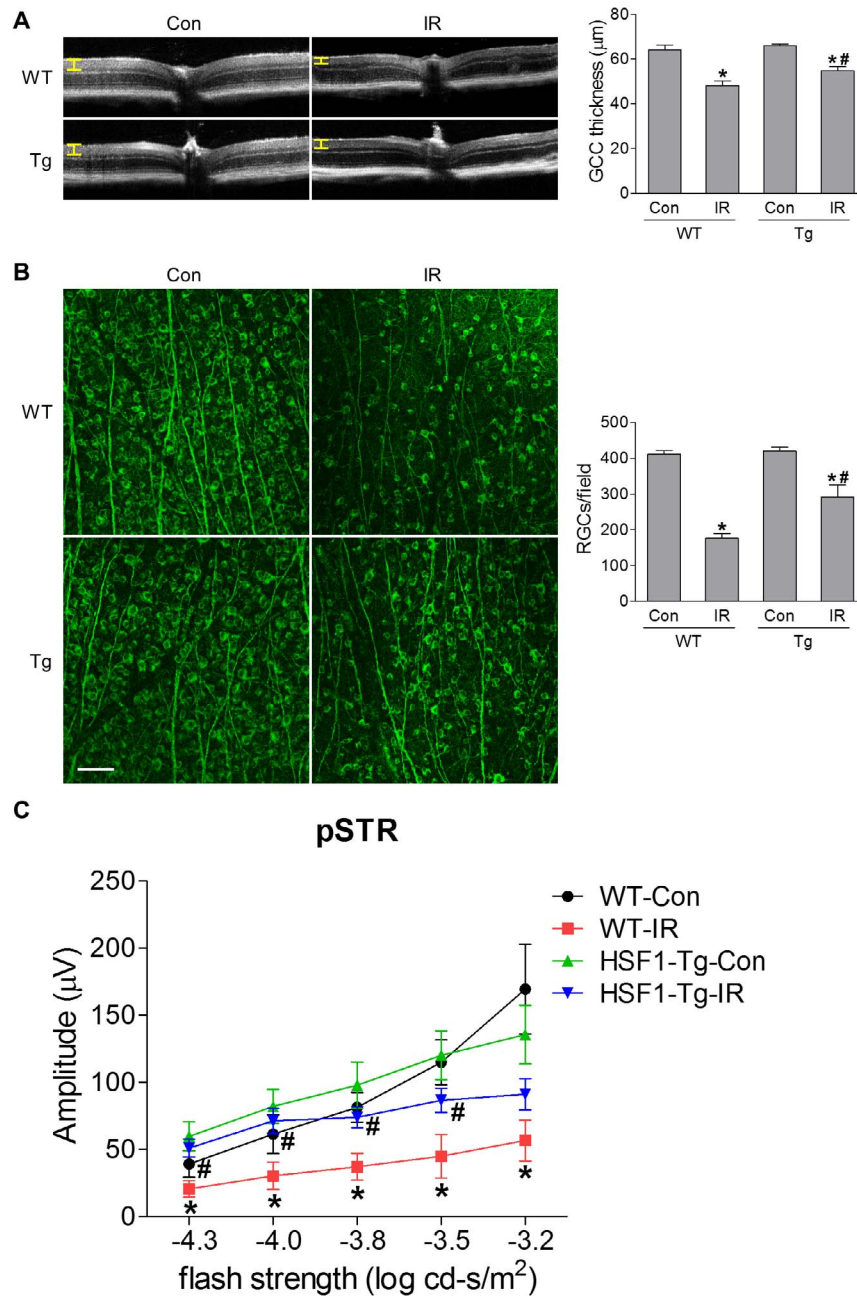 A
Con
IR
WT
Tg
GCC thickness (μm)
80
60
40
20
0
*
*#
Con IR Con IR
WT Tg
B
Con
IR
WT
Tg
RGCs/field
500
400
300
200
100
0
*
*#
Con IR Con IR
WT Tg
C
pSTR
Amplitude (μV)
250
200
150
100
50
0
# # # #
* * * * *
-4.3 -4.0 -3.8 -3.5 -3.2
flash strength (log cd-s/m²)
WT-Con
WT-IR
HSF1-Tg-Con
HSF1-Tg-IR